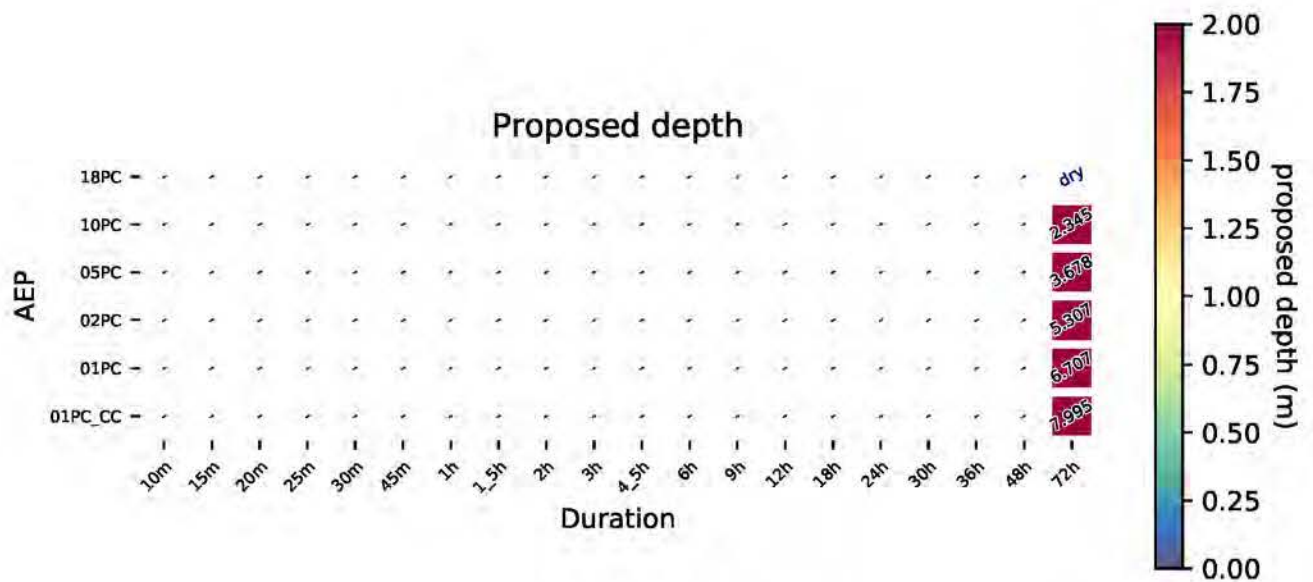 Proposed depth
18PC - - - - - - - - - - - - - - - - - - - dry
10PC - - - - - - - - - - - - - - - - - - - 2.345
05PC - - - - - - - - - - - - - - - - - - - 3.678
02PC - - - - - - - - - - - - - - - - - - - 5.307
01PC - - - - - - - - - - - - - - - - - - - 6.707
01PC_CC - - - - - - - - - - - - - - - - - - - 7.995
AEP
10m 15m 20m 25m 30m 45m 1h 1_5h 2h 3h 4_5h 6h 9h 12h 18h 24h 30h 36h 48h 72h
Duration
2.00
1.75
1.50
1.25
1.00
0.75
0.50
0.25
0.00
proposed depth (m)